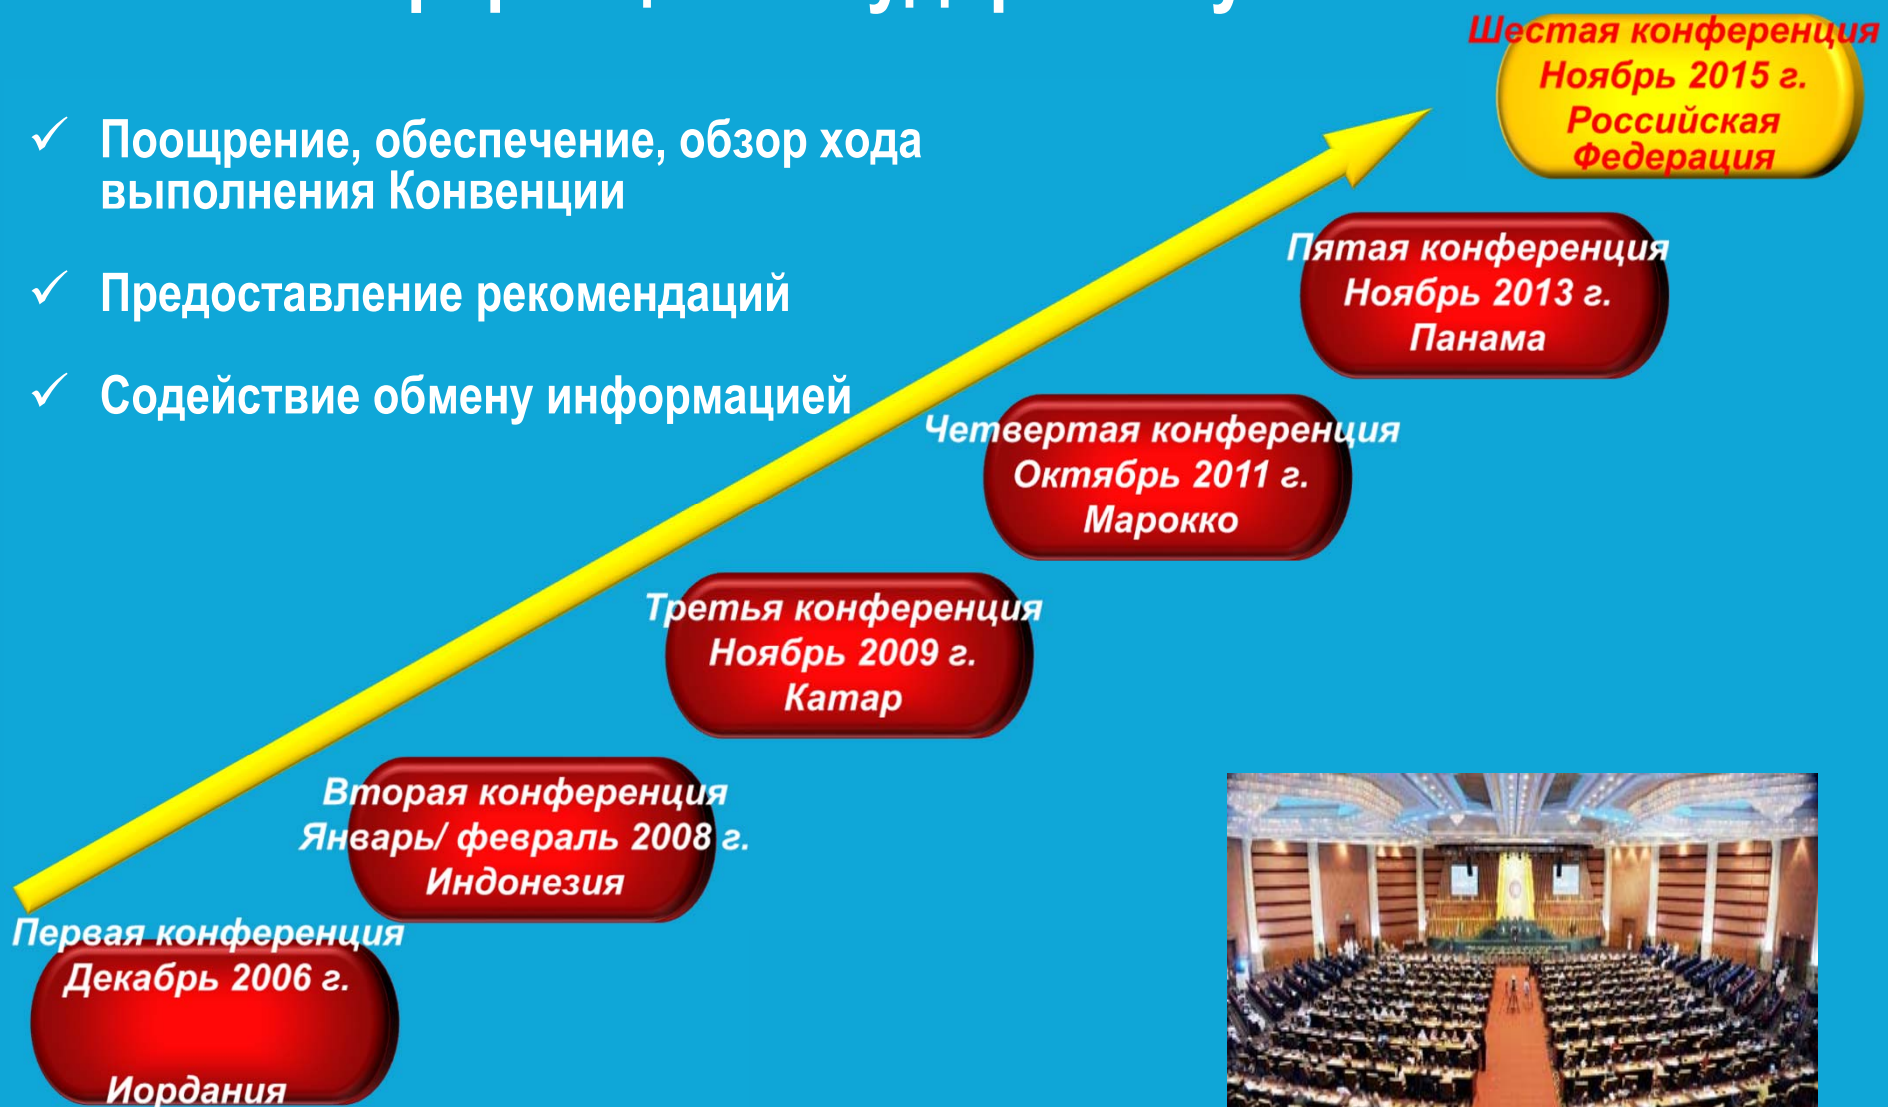 Поощрение, обеспечение, обзор хода
выполнения Конвенции
Предоставление рекомендаций
Содействие обмену информацией
Шестая конференция
Ноябрь 2015 г.
Российская
Федерация
Пятая конференция
Ноябрь 2013 г.
Панама
Четвертая конференция
Октябрь 2011 г.
Марокко
Третья конференция
Ноябрь 2009 г.
Катар
Вторая конференция
Январь/ февраль 2008 г.
Индонезия
Первая конференция
Декабрь 2006 г.
Иордания